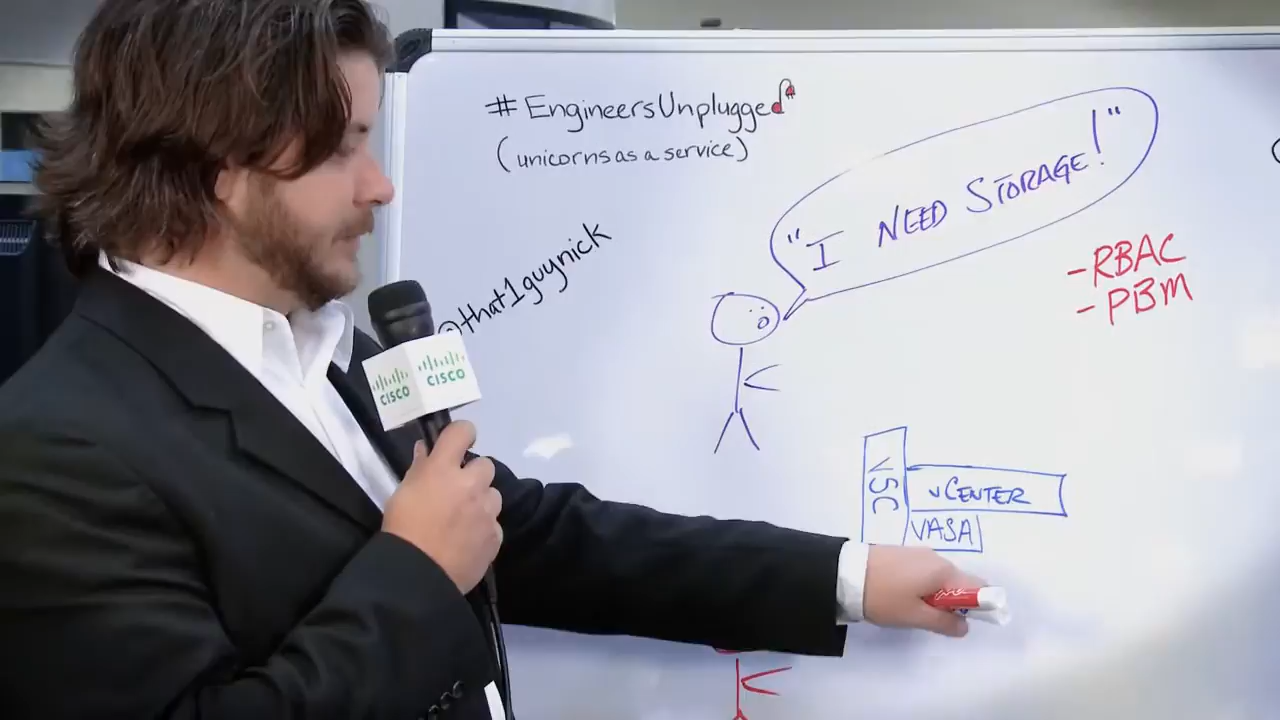 #EngineersUnplugged
(unicorns as a service)
"I NEED STORAGE!"
@that1guynick
-RBAC
-PBM
CISCO
CISCO
VSC
vCENTER
VASA